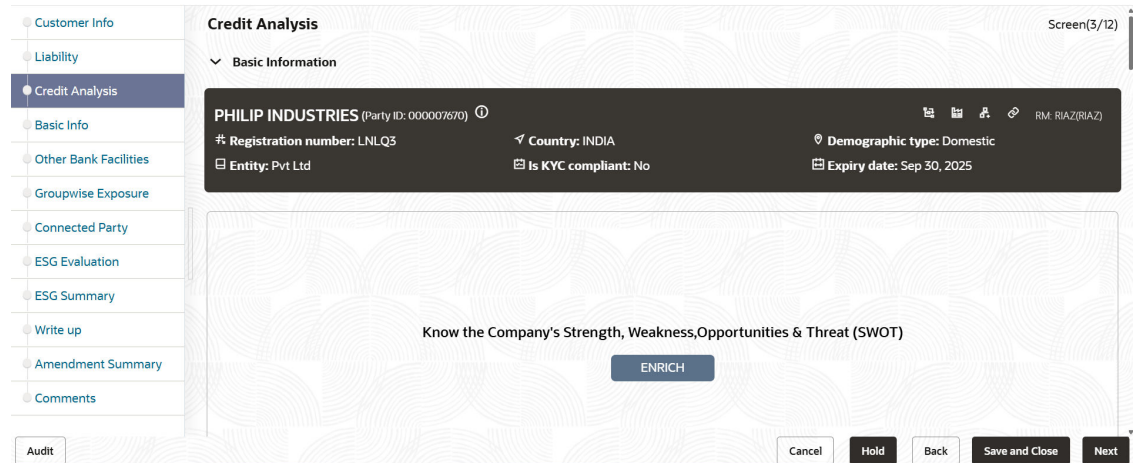 Customer Info
Liability
Credit Analysis
Basic Info
Other Bank Facilities
Groupwise Exposure
Connected Party
ESG Evaluation
ESG Summary
Write up
Amendment Summary
Comments
Credit Analysis
Screen(3/12)
Basic Information
PHILIP INDUSTRIES (Party ID: 000007670)
RM: RIAZ(RIAZ)
Registration number: LNLQ3 Country: INDIA Demographic type: Domestic
Entity: Pvt Ltd Is KYC compliant: No Expiry date: Sep 30, 2025
Know the Company's Strength, Weakness,Opportunities & Threat (SWOT)
ENRICH
Audit Cancel Hold Back Save and Close Next